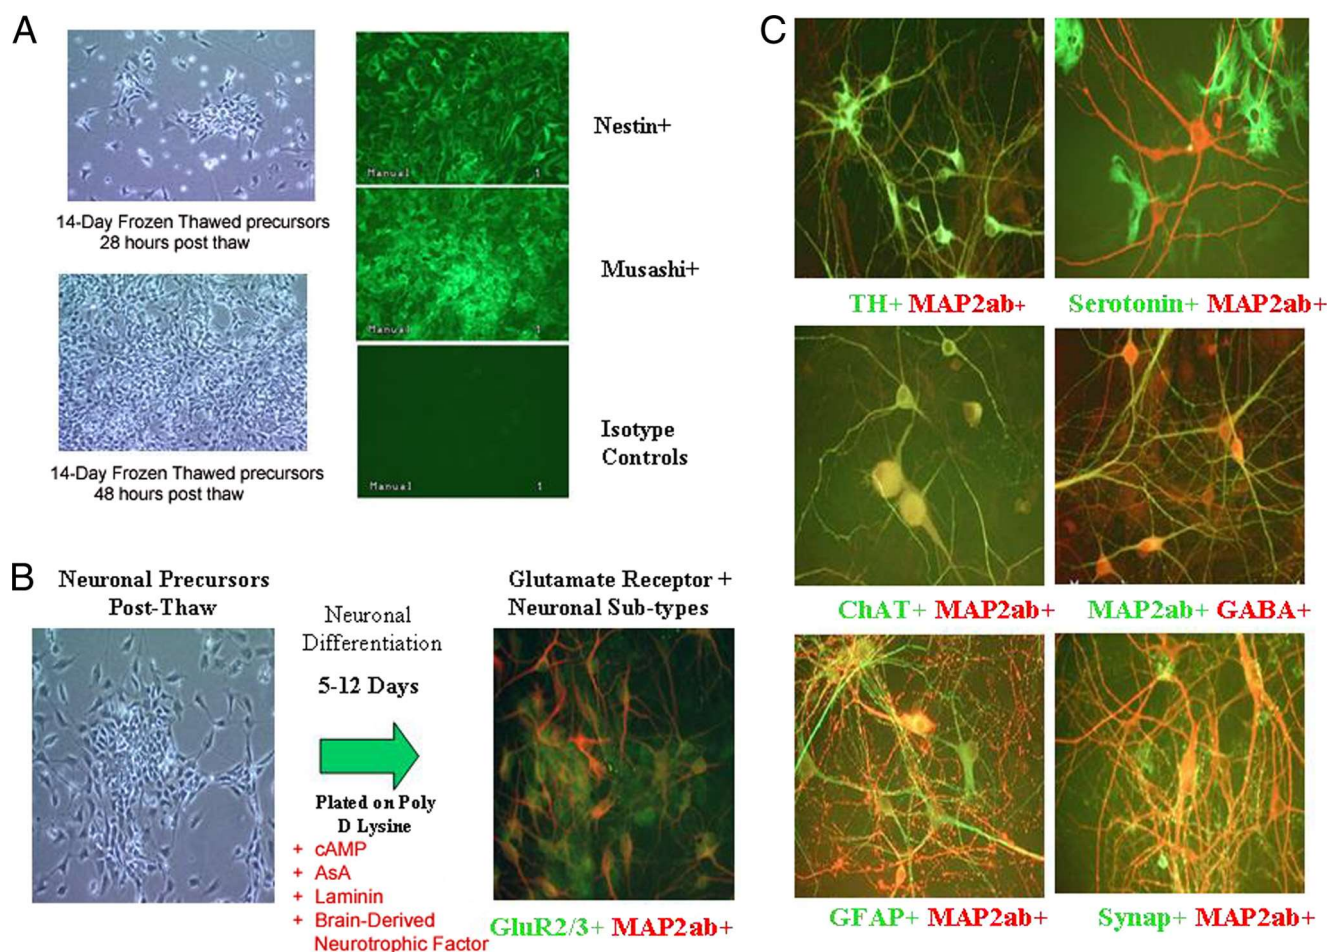 A
14-Day Frozen Thawed precursors
28 hours post thaw
14-Day Frozen Thawed precursors
48 hours post thaw
Manual 1
Nestin+
Manual 1
Musashi+
Manual 1
Isotype
Controls
B
Neuronal Precursors
Post-Thaw
Neuronal
Differentiation
5-12 Days
Plated on Poly
D Lysine
+ cAMP
+ AsA
+ Laminin
+ Brain-Derived
Neurotrophic Factor
Glutamate Receptor +
Neuronal Sub-types
GluR2/3+ MAP2ab+
C
TH+ MAP2ab+
Serotonin+ MAP2ab+
ChAT+ MAP2ab+
MAP2ab+ GABA+
GFAP+ MAP2ab+
Synap+ MAP2ab+